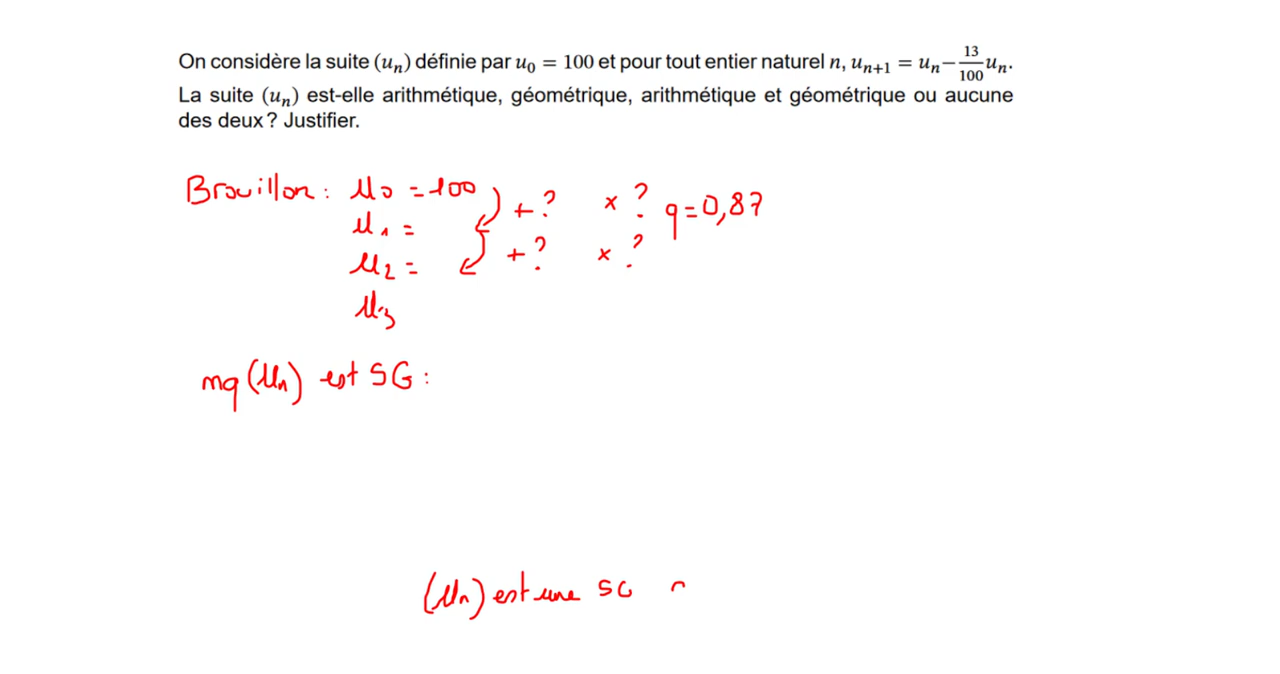 On considère la suite (uₙ) définie par u₀ = 100 et pour tout entier naturel n, uₙ₊₁ = uₙ− 13/100 uₙ.
La suite (uₙ) est-elle arithmétique, géométrique, arithmétique et géométrique ou aucune
des deux ? Justifier.
Brouillon : u₀ = 100 + ? × ? q = 0,87
u₁ =
u₂ = + ? × ?
u₃
mq (uₙ) est SG :
(uₙ) est une SG